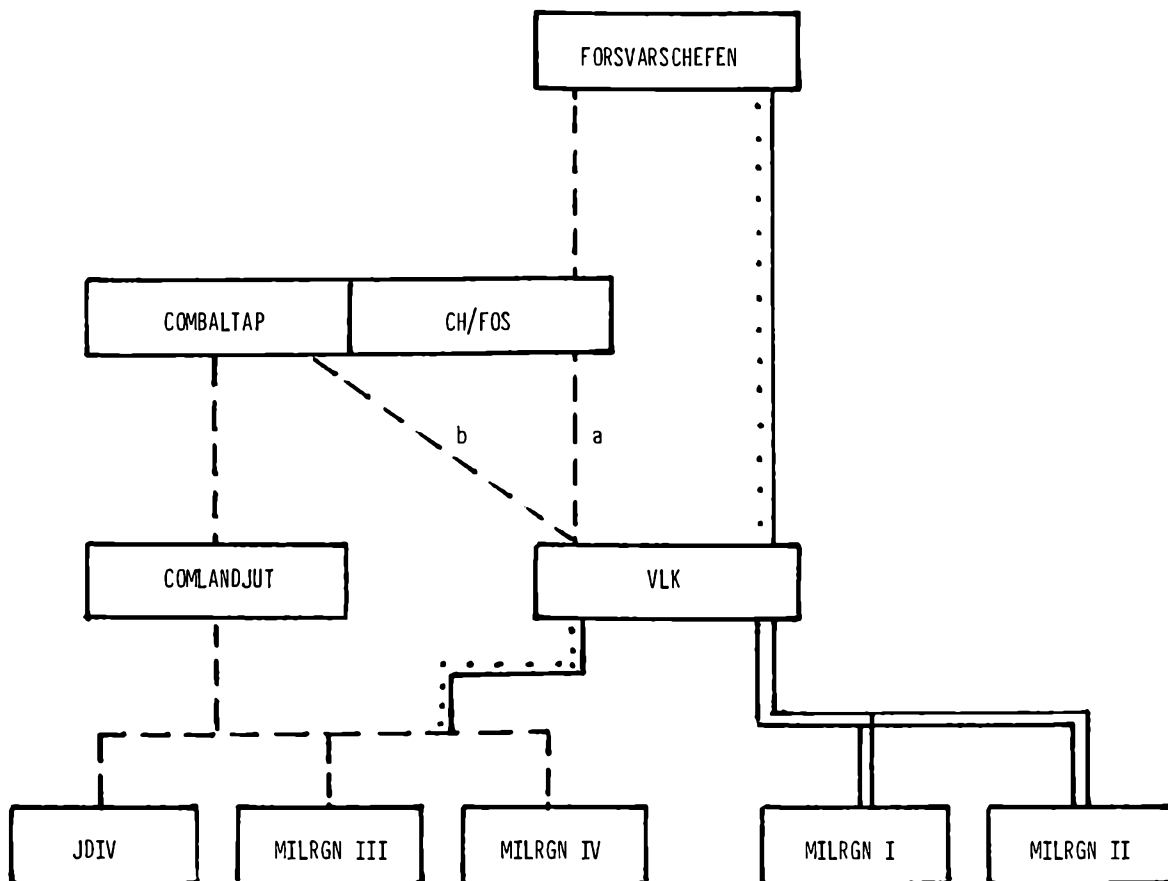 FORSVARSCHEFEN
COMBALTAP
CH/FOS
b
a
COMLANDJUT
VLK
JDIV
MILRGN III
MILRGN IV
MILRGN I
MILRGN II